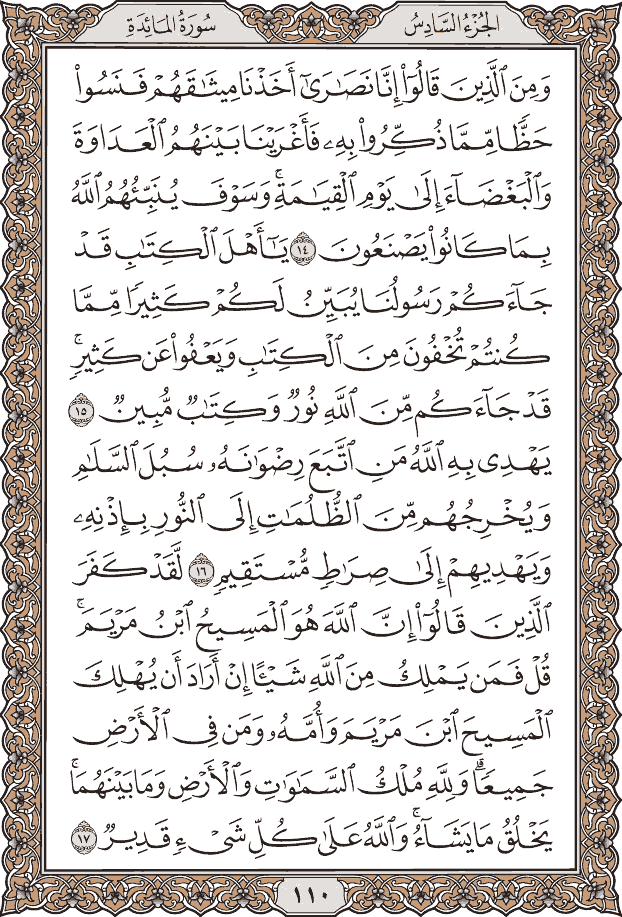 الجُزْءُ السَّادِسُ سُورَةُ المَائِدَةِ
وَمِنَ ٱلَّذِينَ قَالُوٓاْ إِنَّا نَصَٰرَىٰٓ أَخَذْنَا مِيثَٰقَهُمْ فَنَسُواْ
حَظًّا مِّمَّا ذُكِّرُواْ بِهِۦ فَأَغْرَيْنَا بَيْنَهُمُ ٱلْعَدَاوَةَ
وَٱلْبَغْضَآءَ إِلَىٰ يَوْمِ ٱلْقِيَٰمَةِۚ وَسَوْفَ يُنَبِّئُهُمُ ٱللَّهُ
بِمَا كَانُواْ يَصْنَعُونَ ١٤ يَٰٓأَهْلَ ٱلْكِتَٰبِ قَدْ
جَآءَكُمْ رَسُولُنَا يُبَيِّنُ لَكُمْ كَثِيرًا مِّمَّا
كُنتُمْ تُخْفُونَ مِنَ ٱلْكِتَٰبِ وَيَعْفُواْ عَن كَثِيرٍۚ
قَدْ جَآءَكُم مِّنَ ٱللَّهِ نُورٌ وَكِتَٰبٌ مُّبِينٌ ١٥
يَهْدِى بِهِ ٱللَّهُ مَنِ ٱتَّبَعَ رِضْوَٰنَهُۥ سُبُلَ ٱلسَّلَٰمِ
وَيُخْرِجُهُم مِّنَ ٱلظُّلُمَٰتِ إِلَى ٱلنُّورِ بِإِذْنِهِۦ
وَيَهْدِيهِمْ إِلَىٰ صِرَٰطٍ مُّسْتَقِيمٍ ١٦ لَّقَدْ كَفَرَ
ٱلَّذِينَ قَالُوٓاْ إِنَّ ٱللَّهَ هُوَ ٱلْمَسِيحُ ٱبْنُ مَرْيَمَۚ
قُلْ فَمَن يَمْلِكُ مِنَ ٱللَّهِ شَيْـًٔا إِنْ أَرَادَ أَن يُهْلِكَ
ٱلْمَسِيحَ ٱبْنَ مَرْيَمَ وَأُمَّهُۥ وَمَن فِى ٱلْأَرْضِ
جَمِيعًاۗ وَلِلَّهِ مُلْكُ ٱلسَّمَٰوَٰتِ وَٱلْأَرْضِ وَمَا بَيْنَهُمَاۚ
يَخْلُقُ مَا يَشَآءُۚ وَٱللَّهُ عَلَىٰ كُلِّ شَىْءٍ قَدِيرٌ ١٧
١١٠